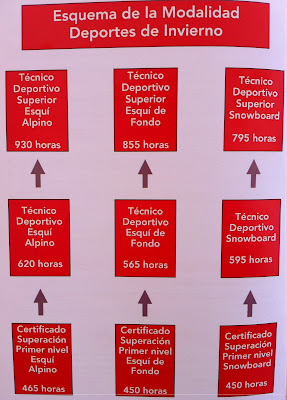 Esquema de la Modalidad
Deportes de Invierno
Técnico
Deportivo
Superior
Esquí
Alpino
930 horas
Técnico
Deportivo
Superior
Esquí de
Fondo
855 horas
Técnico
Deportivo
Superior
Snowboard
795 horas
Técnico
Deportivo
Esquí
Alpino
620 horas
Técnico
Deportivo
Esquí de
Fondo
565 horas
Técnico
Deportivo
Snowboard
595 horas
Certificado
Superación
Primer nivel
Esquí
Alpino
465 horas
Certificado
Superación
Primer nivel
Esquí de
Fondo
450 horas
Certificado
Superación
Primer nivel
Snowboard
450 horas